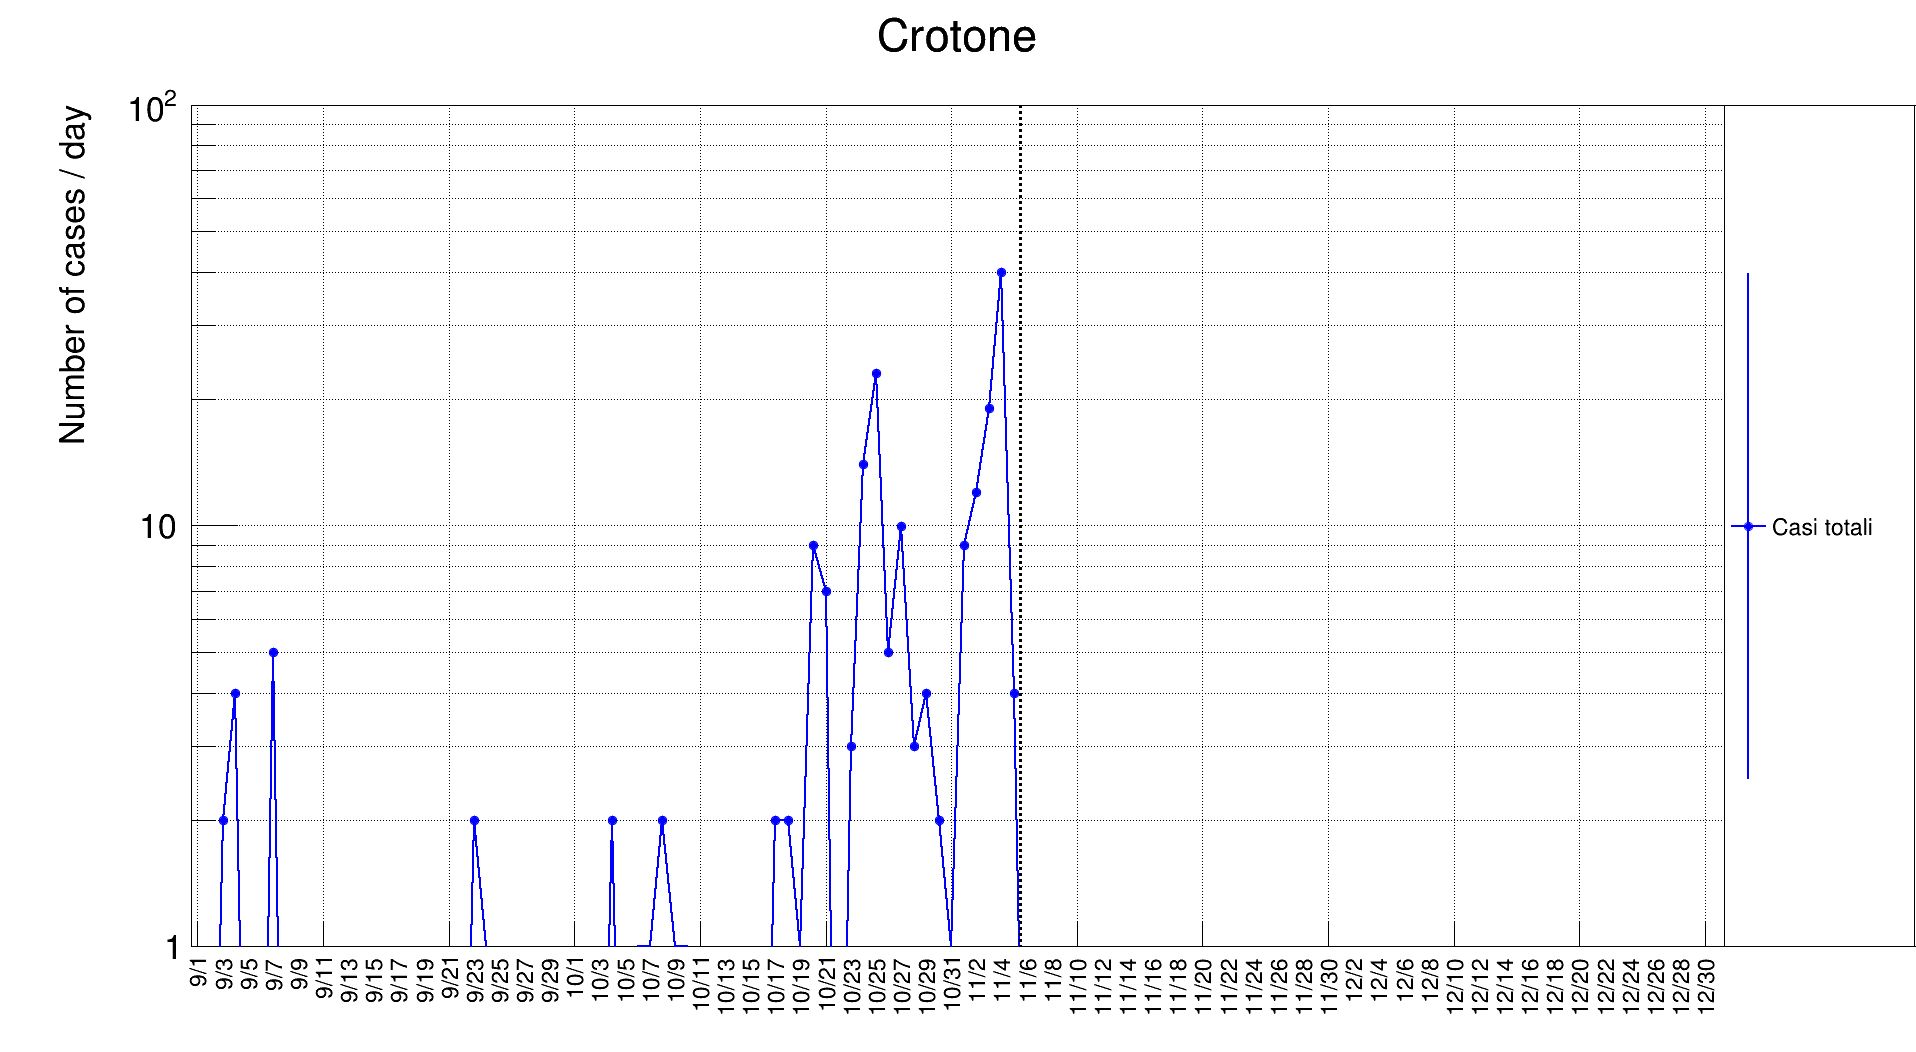 Crotone
Number of cases / day
10²
10
1
Casi totali
9/1 9/3 9/5 9/7 9/9 9/11 9/13 9/15 9/17 9/19 9/21 9/23 9/25 9/27 9/29 10/1 10/3 10/5 10/7 10/9 10/11 10/13 10/15 10/17 10/19 10/21 10/23 10/25 10/27 10/29 10/31 11/2 11/4 11/6 11/8 11/10 11/12 11/14 11/16 11/18 11/20 11/22 11/24 11/26 11/28 11/30 12/2 12/4 12/6 12/8 12/10 12/12 12/14 12/16 12/18 12/20 12/22 12/24 12/26 12/28 12/30